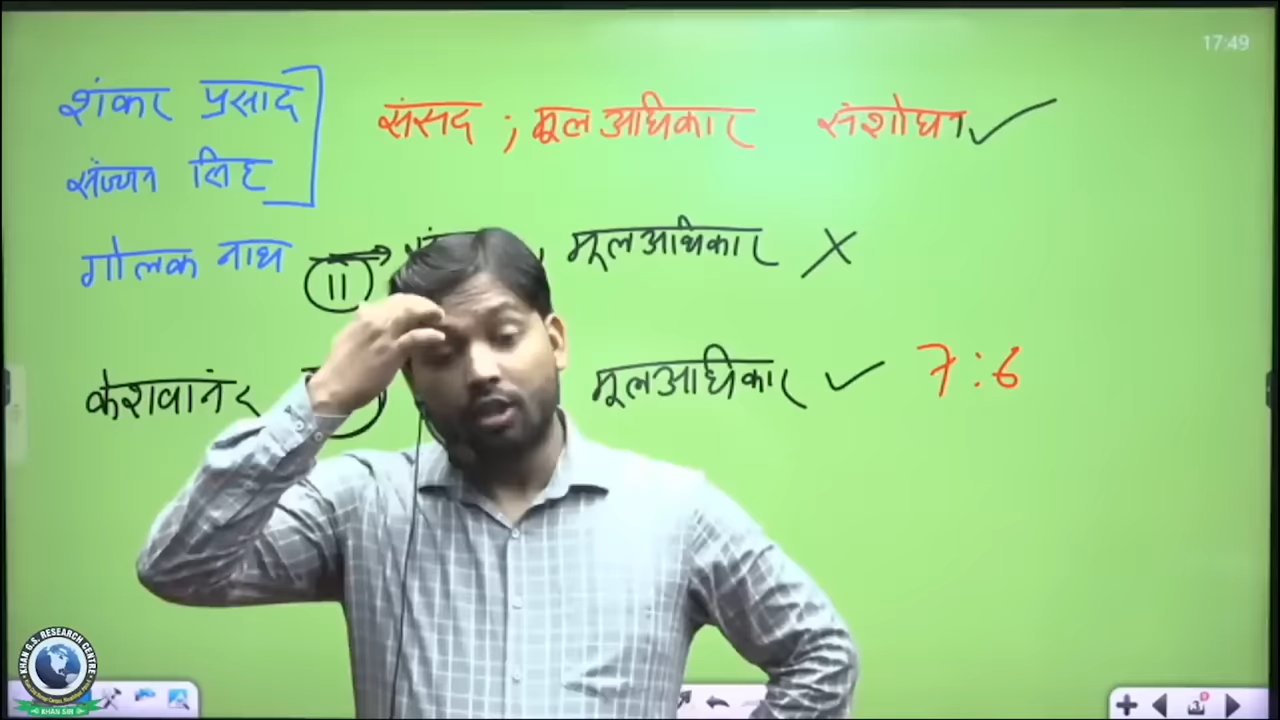 17:49
शंकर प्रसाद
संसद ; मूल अधिकार संशोधन
सज्जन सिंह
गोलक नाथ 11 मूल अधिकार
केशवानंद मूल अधिकार 7:6
KHAN G.S. RESEARCH CENTRE
KHAN SIR